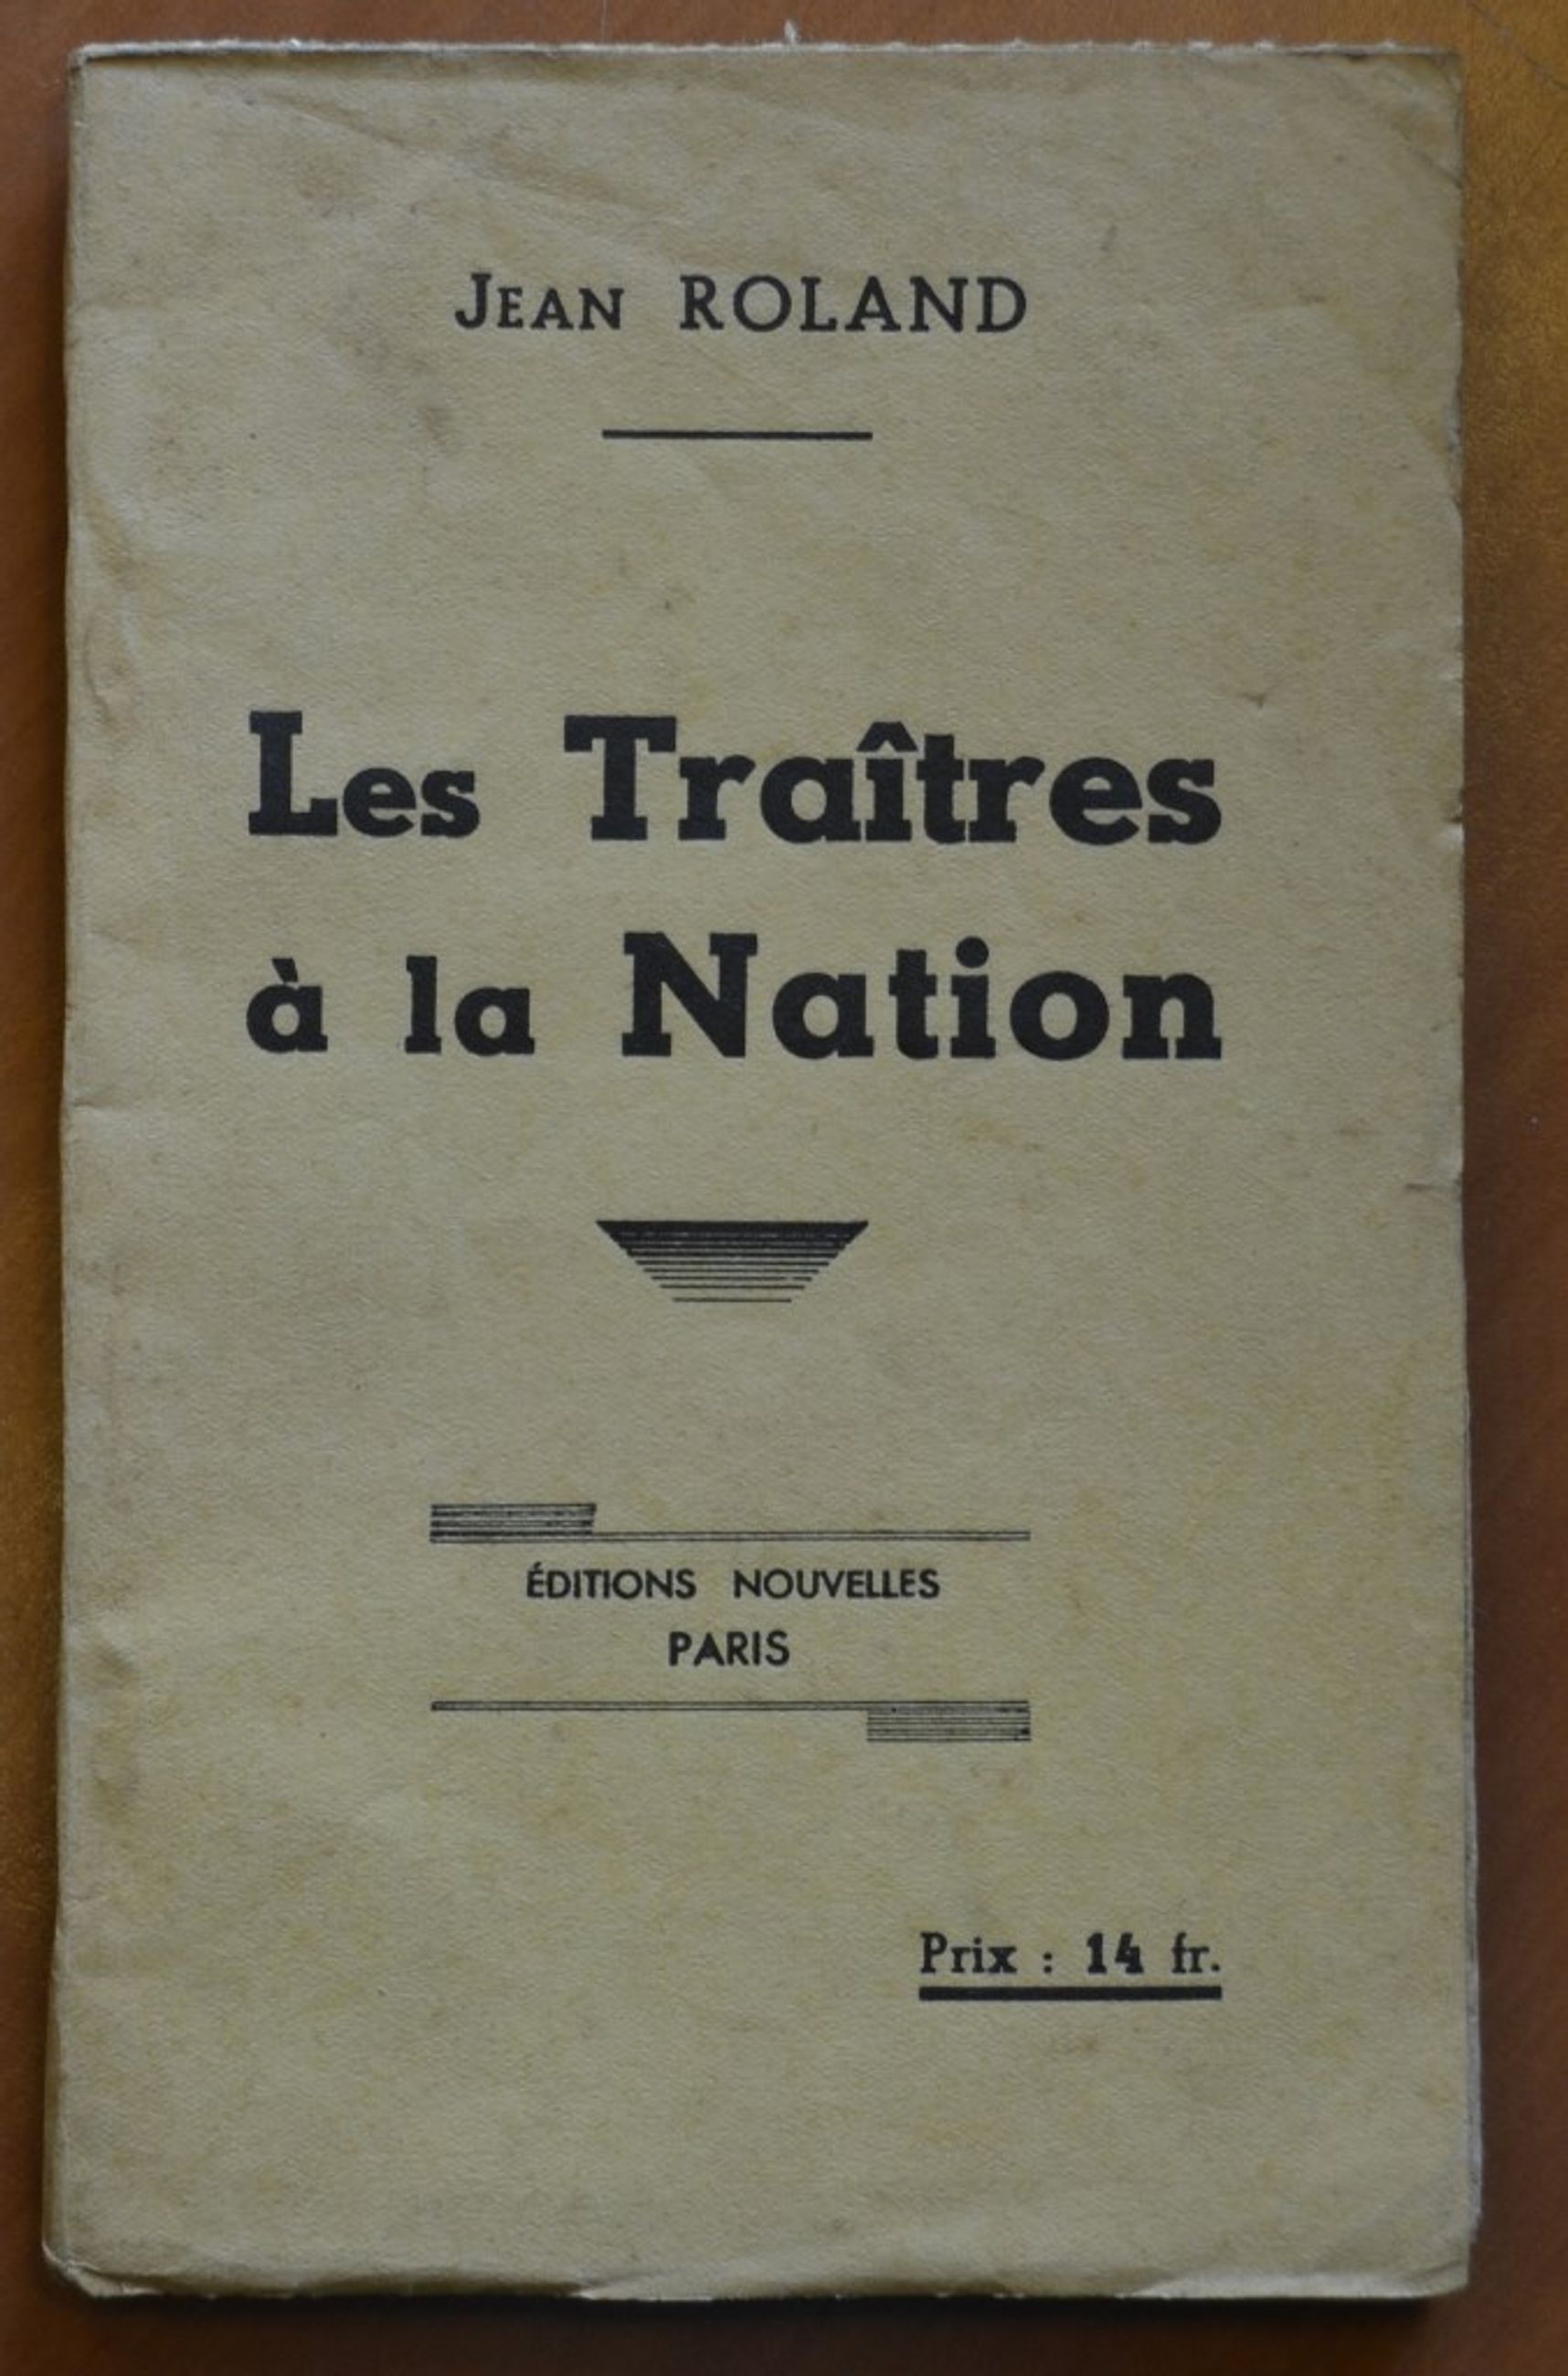 Jean ROLAND
Les Traîtres
à la Nation
ÉDITIONS NOUVELLES
PARIS
Prix : 14 fr.